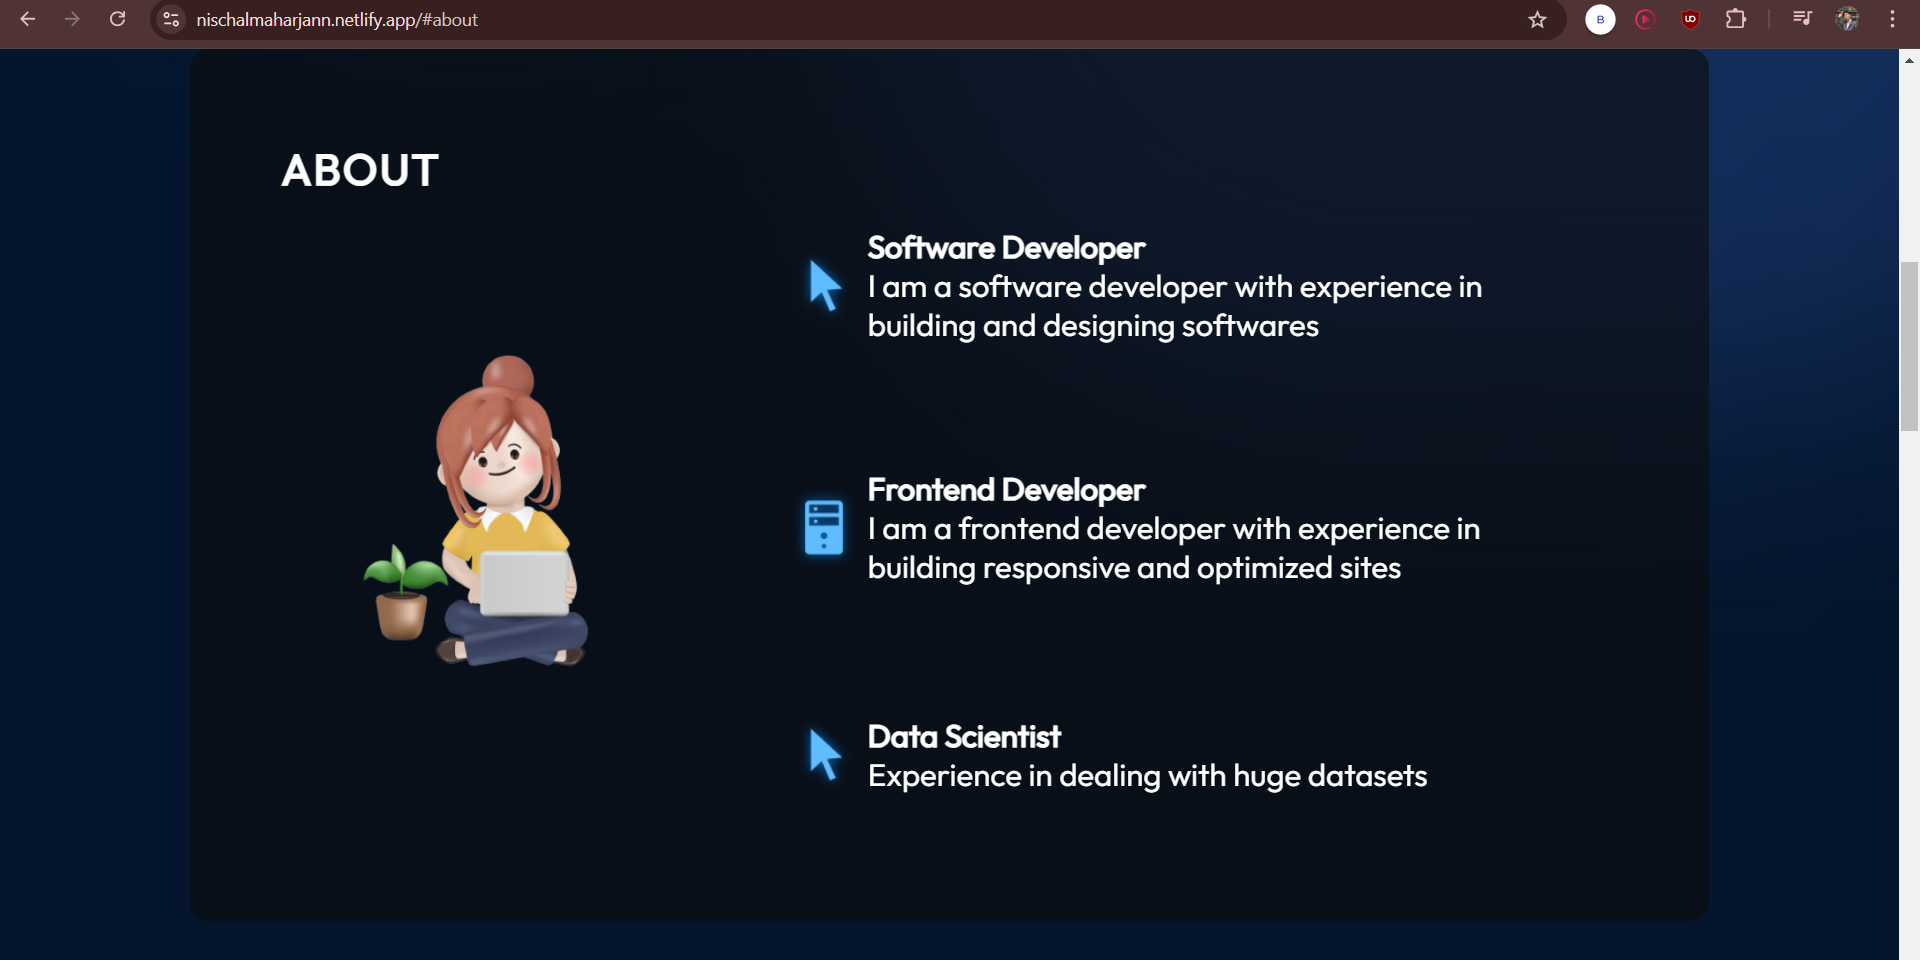 nischalmaharjann.netlify.app/#about
B
UO
ABOUT
Software Developer
I am a software developer with experience in
building and designing softwares
Frontend Developer
I am a frontend developer with experience in
building responsive and optimized sites
Data Scientist
Experience in dealing with huge datasets